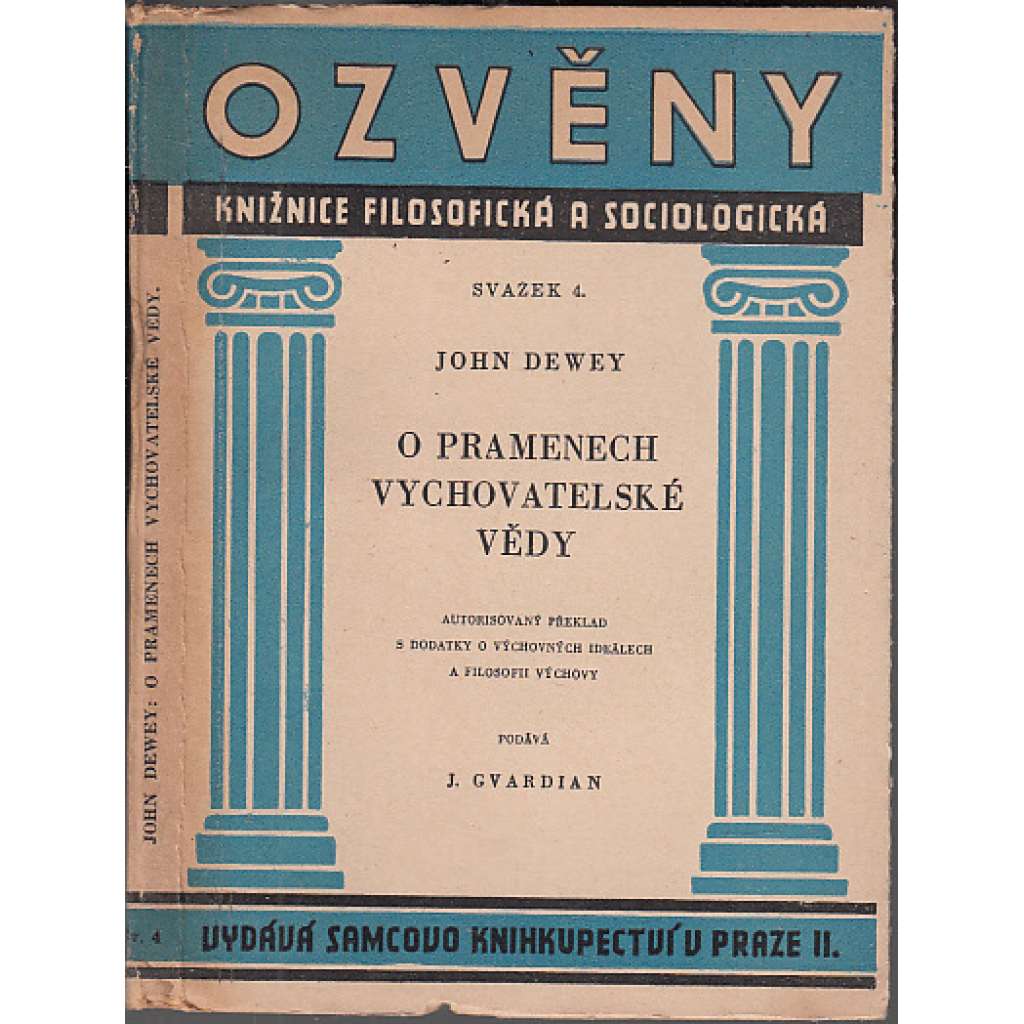 OZVĚNY
KNIŽNICE FILOSOFICKÁ A SOCIOLOGICKÁ
SVAZEK 4.
JOHN DEWEY
O PRAMENECH
VYCHOVATELSKÉ
VĚDY
AUTORISOVANÝ PŘEKLAD
S DODATKY O VÝCHOVNÝCH IDEÁLECH
A FILOSOFII VÝCHOVY
PODÁVÁ
J. GVARDIAN
VYDÁVÁ SAMCOVO KNIHKUPECTVÍ V PRAZE II.
JOHN DEWEY: O PRAMENECH VYCHOVATELSKÉ VĚDY.
4